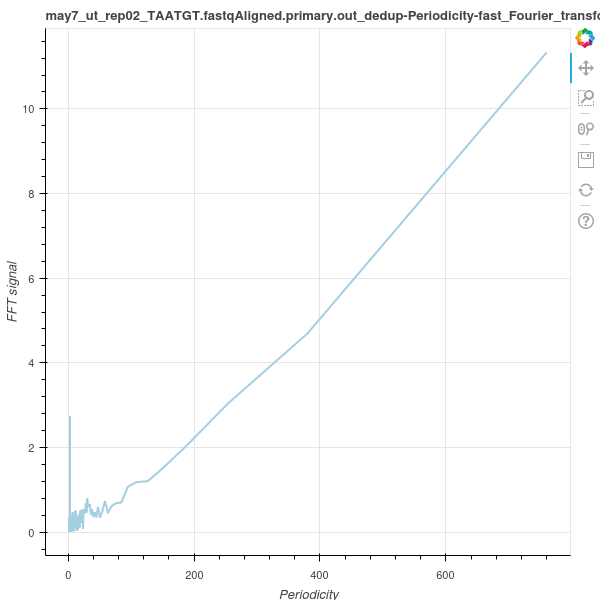 may7_ut_rep02_TAATGT.fastqAligned.primary.out_dedup-Periodicity-fast_Fourier_transfo
FFT signal
10
8
6
4
2
0
0 200 400 600
Periodicity